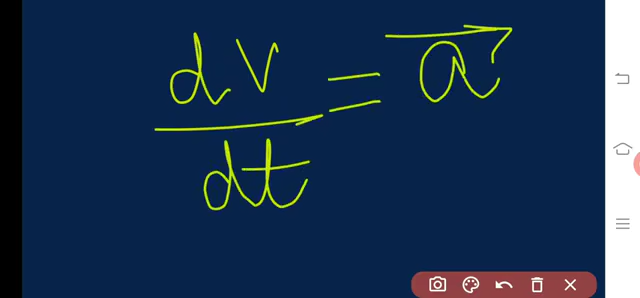 dV/dt = a⃗